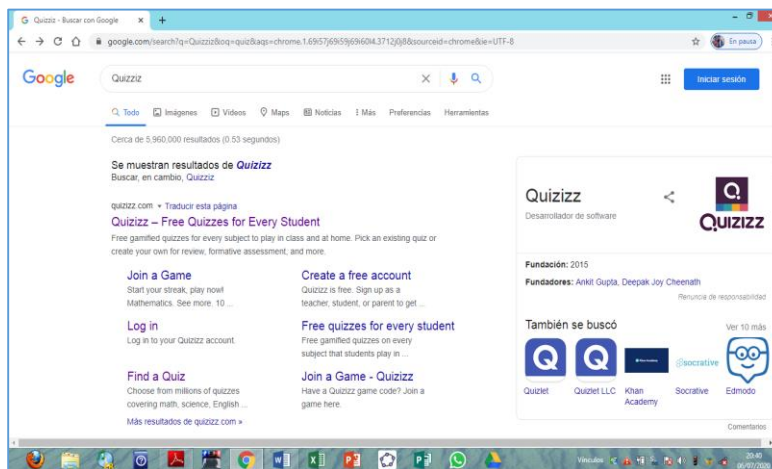 Quizziz - Buscar con Google
google.com/search?q=Quizziz&oq=quiz&aqs=chrome.1.69i57j69i59j69i60l4.3712j0j8&sourceid=chrome&ie=UTF-8
En pausa
Google
Quizziz
Iniciar sesión
Todo Imágenes Vídeos Maps Noticias Más Preferencias Herramientas
Cerca de 5,960,000 resultados (0.53 segundos)
Se muestran resultados de Quizizz
Buscar, en cambio, Quizziz
quizizz.com Traducir esta página
Quizizz – Free Quizzes for Every Student
Free gamified quizzes for every subject to play in class and at home. Pick an existing quiz or
create your own for review, formative assessment, and more.
Join a Game
Start your streak, play now!
Mathematics. See more. 10 ...
Create a free account
Quizizz is free. Sign up as a
teacher, student, or parent to get ...
Log in
Log in to your Quizizz account.
Free quizzes for every student
Free gamified quizzes on every
subject that students play in ...
Find a Quiz
Choose from millions of quizzes
covering math, science, English ...
Join a Game - Quizizz
Have a Quizizz game code? Join a
game here.
Más resultados de quizizz.com »
Quizizz
Desarrollador de software
Q.
QUIZIZZ
Fundación: 2015
Fundadores: Ankit Gupta, Deepak Joy Cheenath
Renuncia de responsabilidad
También se buscó
Ver 10 más
Q
Q
socrative
Quizlet
Quizlet LLC
Khan
Academy
Socrative
Edmodo
Comentarios
Vínculos
20:40
06/07/2020